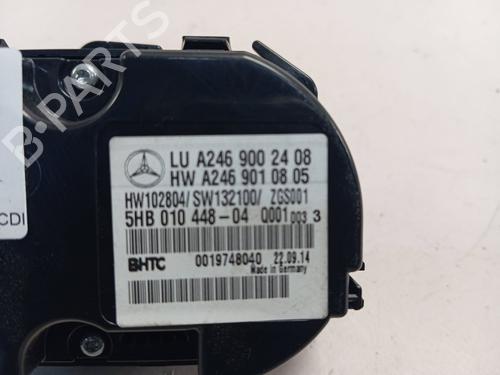 B-PARTS
CDI
LU A246 900 24 08
HW A246 901 08 05
HW102804/SW132100/ ZGS001
5HB 010 448-04 Q001 003 3
BHTC 0019748040 22.09.14
Made in Germany